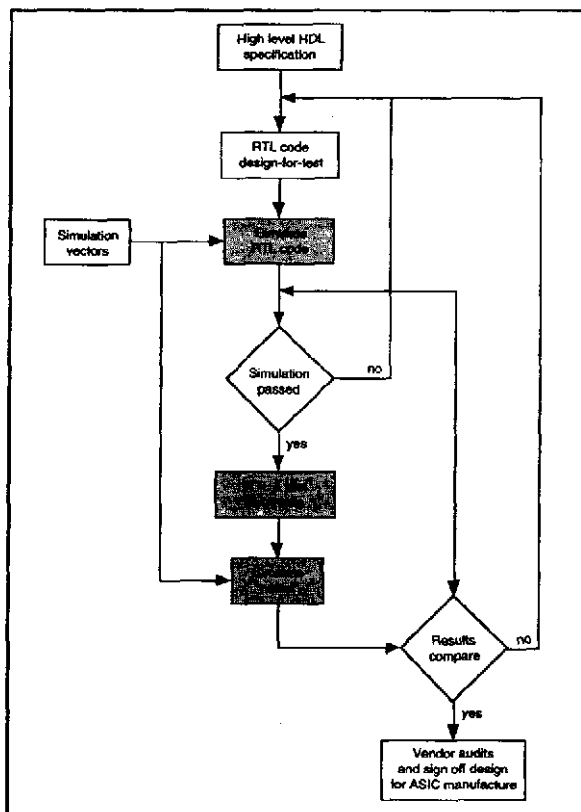 High level HDL
specification
RTL code
design-for-test
Simulation
vectors
RTL code
Simulation
passed
no
yes
Results
compare
no
yes
Vendor audits
and sign off design
for ASIC manufacture